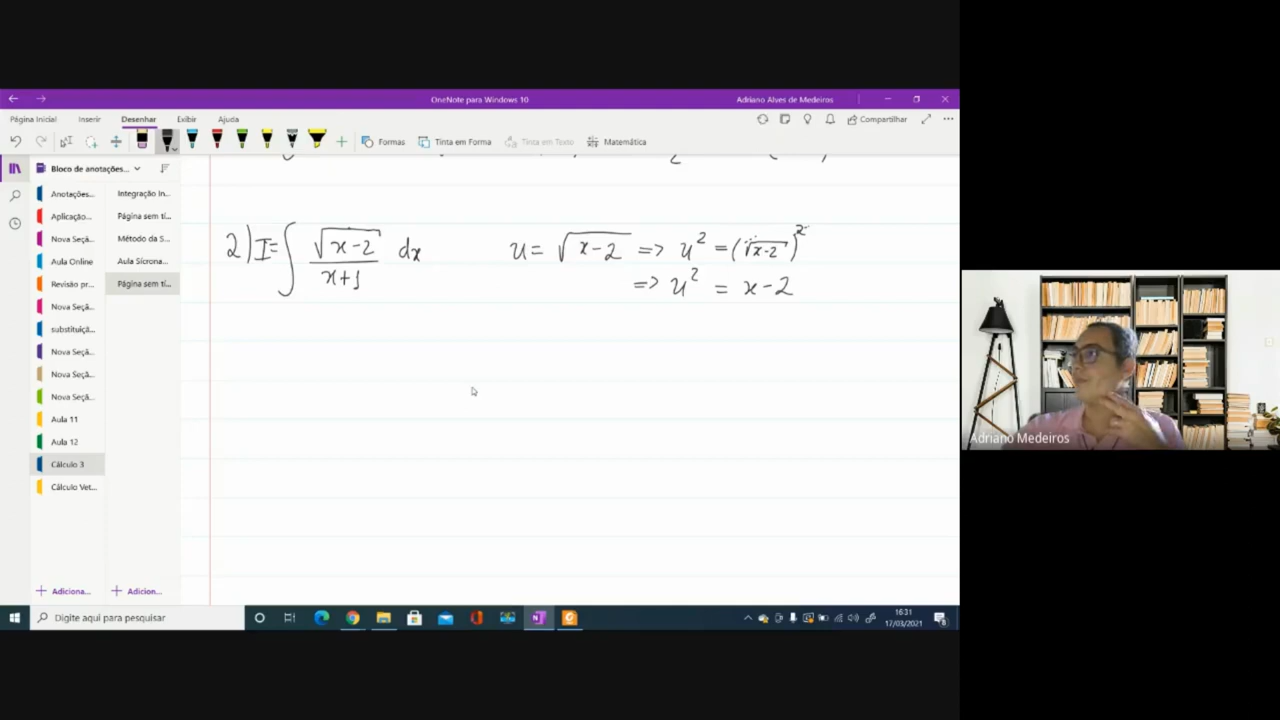 OneNote para Windows 10
Adriano Alves de Medeiros
Página Inicial Inserir Desenhar Exibir Ajuda
Compartilhar
Formas Tinta em Forma Tinta em Texto Matemática
Bloco de anotações...
Anotações... Integração In...
Aplicação... Página sem tí...
Nova Seçã... Método da S...
Aula Online Aula Síncrona...
Revisão pr... Página sem tí...
Nova Seçã...
substituiçã...
Nova Seçã...
Nova Seçã...
Nova Seçã...
Aula 11
Aula 12
Cálculo 3
Cálculo Vet...
Adiciona... Adicion...
2) I = ∫ √(x-2) / (x+1) dx u = √(x-2) => u² = (√(x-2))²
=> u² = x-2
Adriano Medeiros
Digite aqui para pesquisar
16:31
17/03/2021